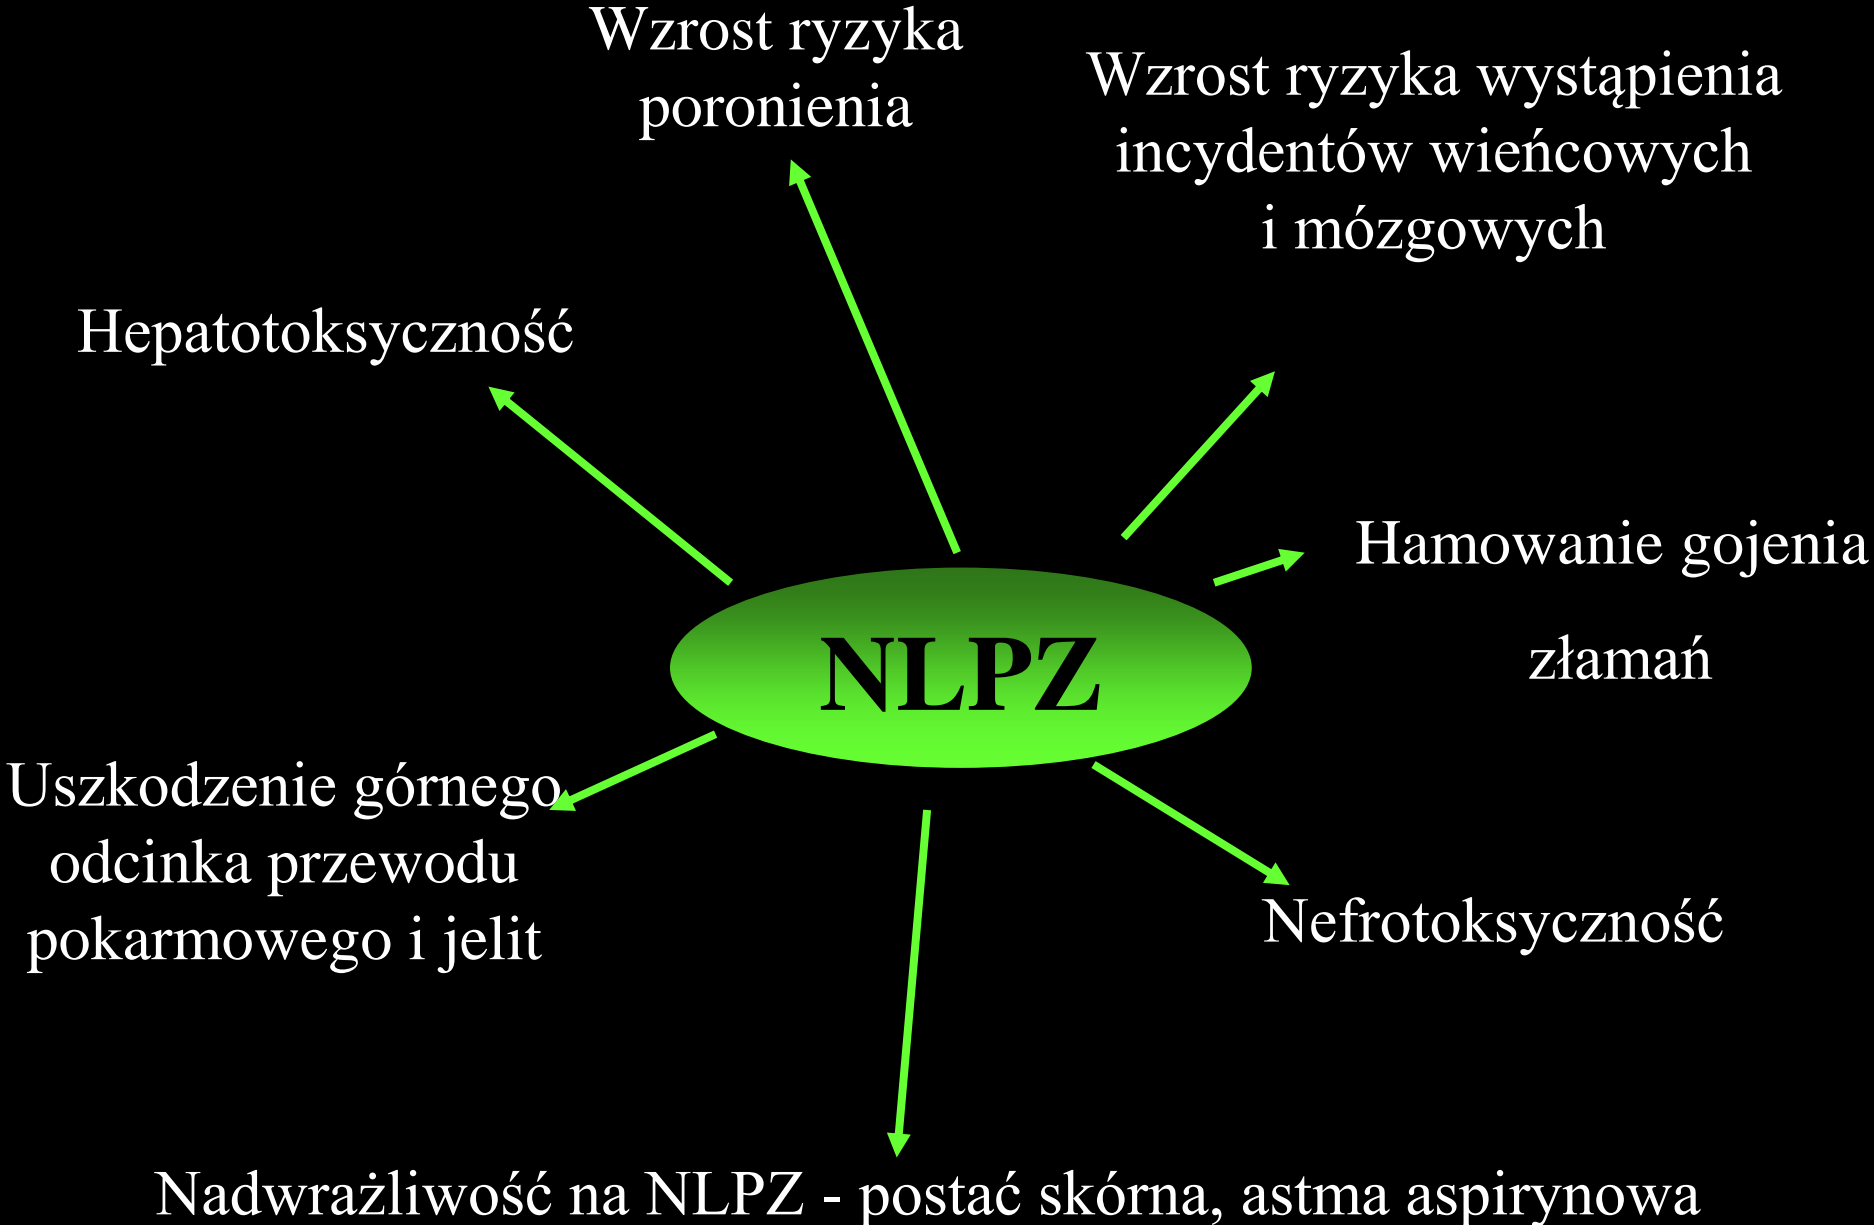 Wzrost ryzyka
poronienia
Wzrost ryzyka wystąpienia
incydentów wieńcowych
i mózgowych
Hepatotoksyczność
Hamowanie gojenia
złamań
NLPZ
Uszkodzenie górnego
odcinka przewodu
pokarmowego i jelit
Nefrotoksyczność
Nadwrażliwość na NLPZ - postać skórna, astma aspirynowa